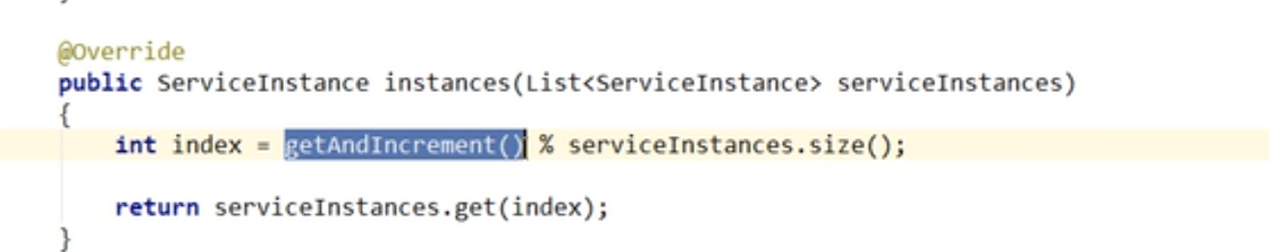 @Override
public ServiceInstance instances(List<ServiceInstance> serviceInstances)
{
int index = getAndIncrement() % serviceInstances.size();
return serviceInstances.get(index);
}